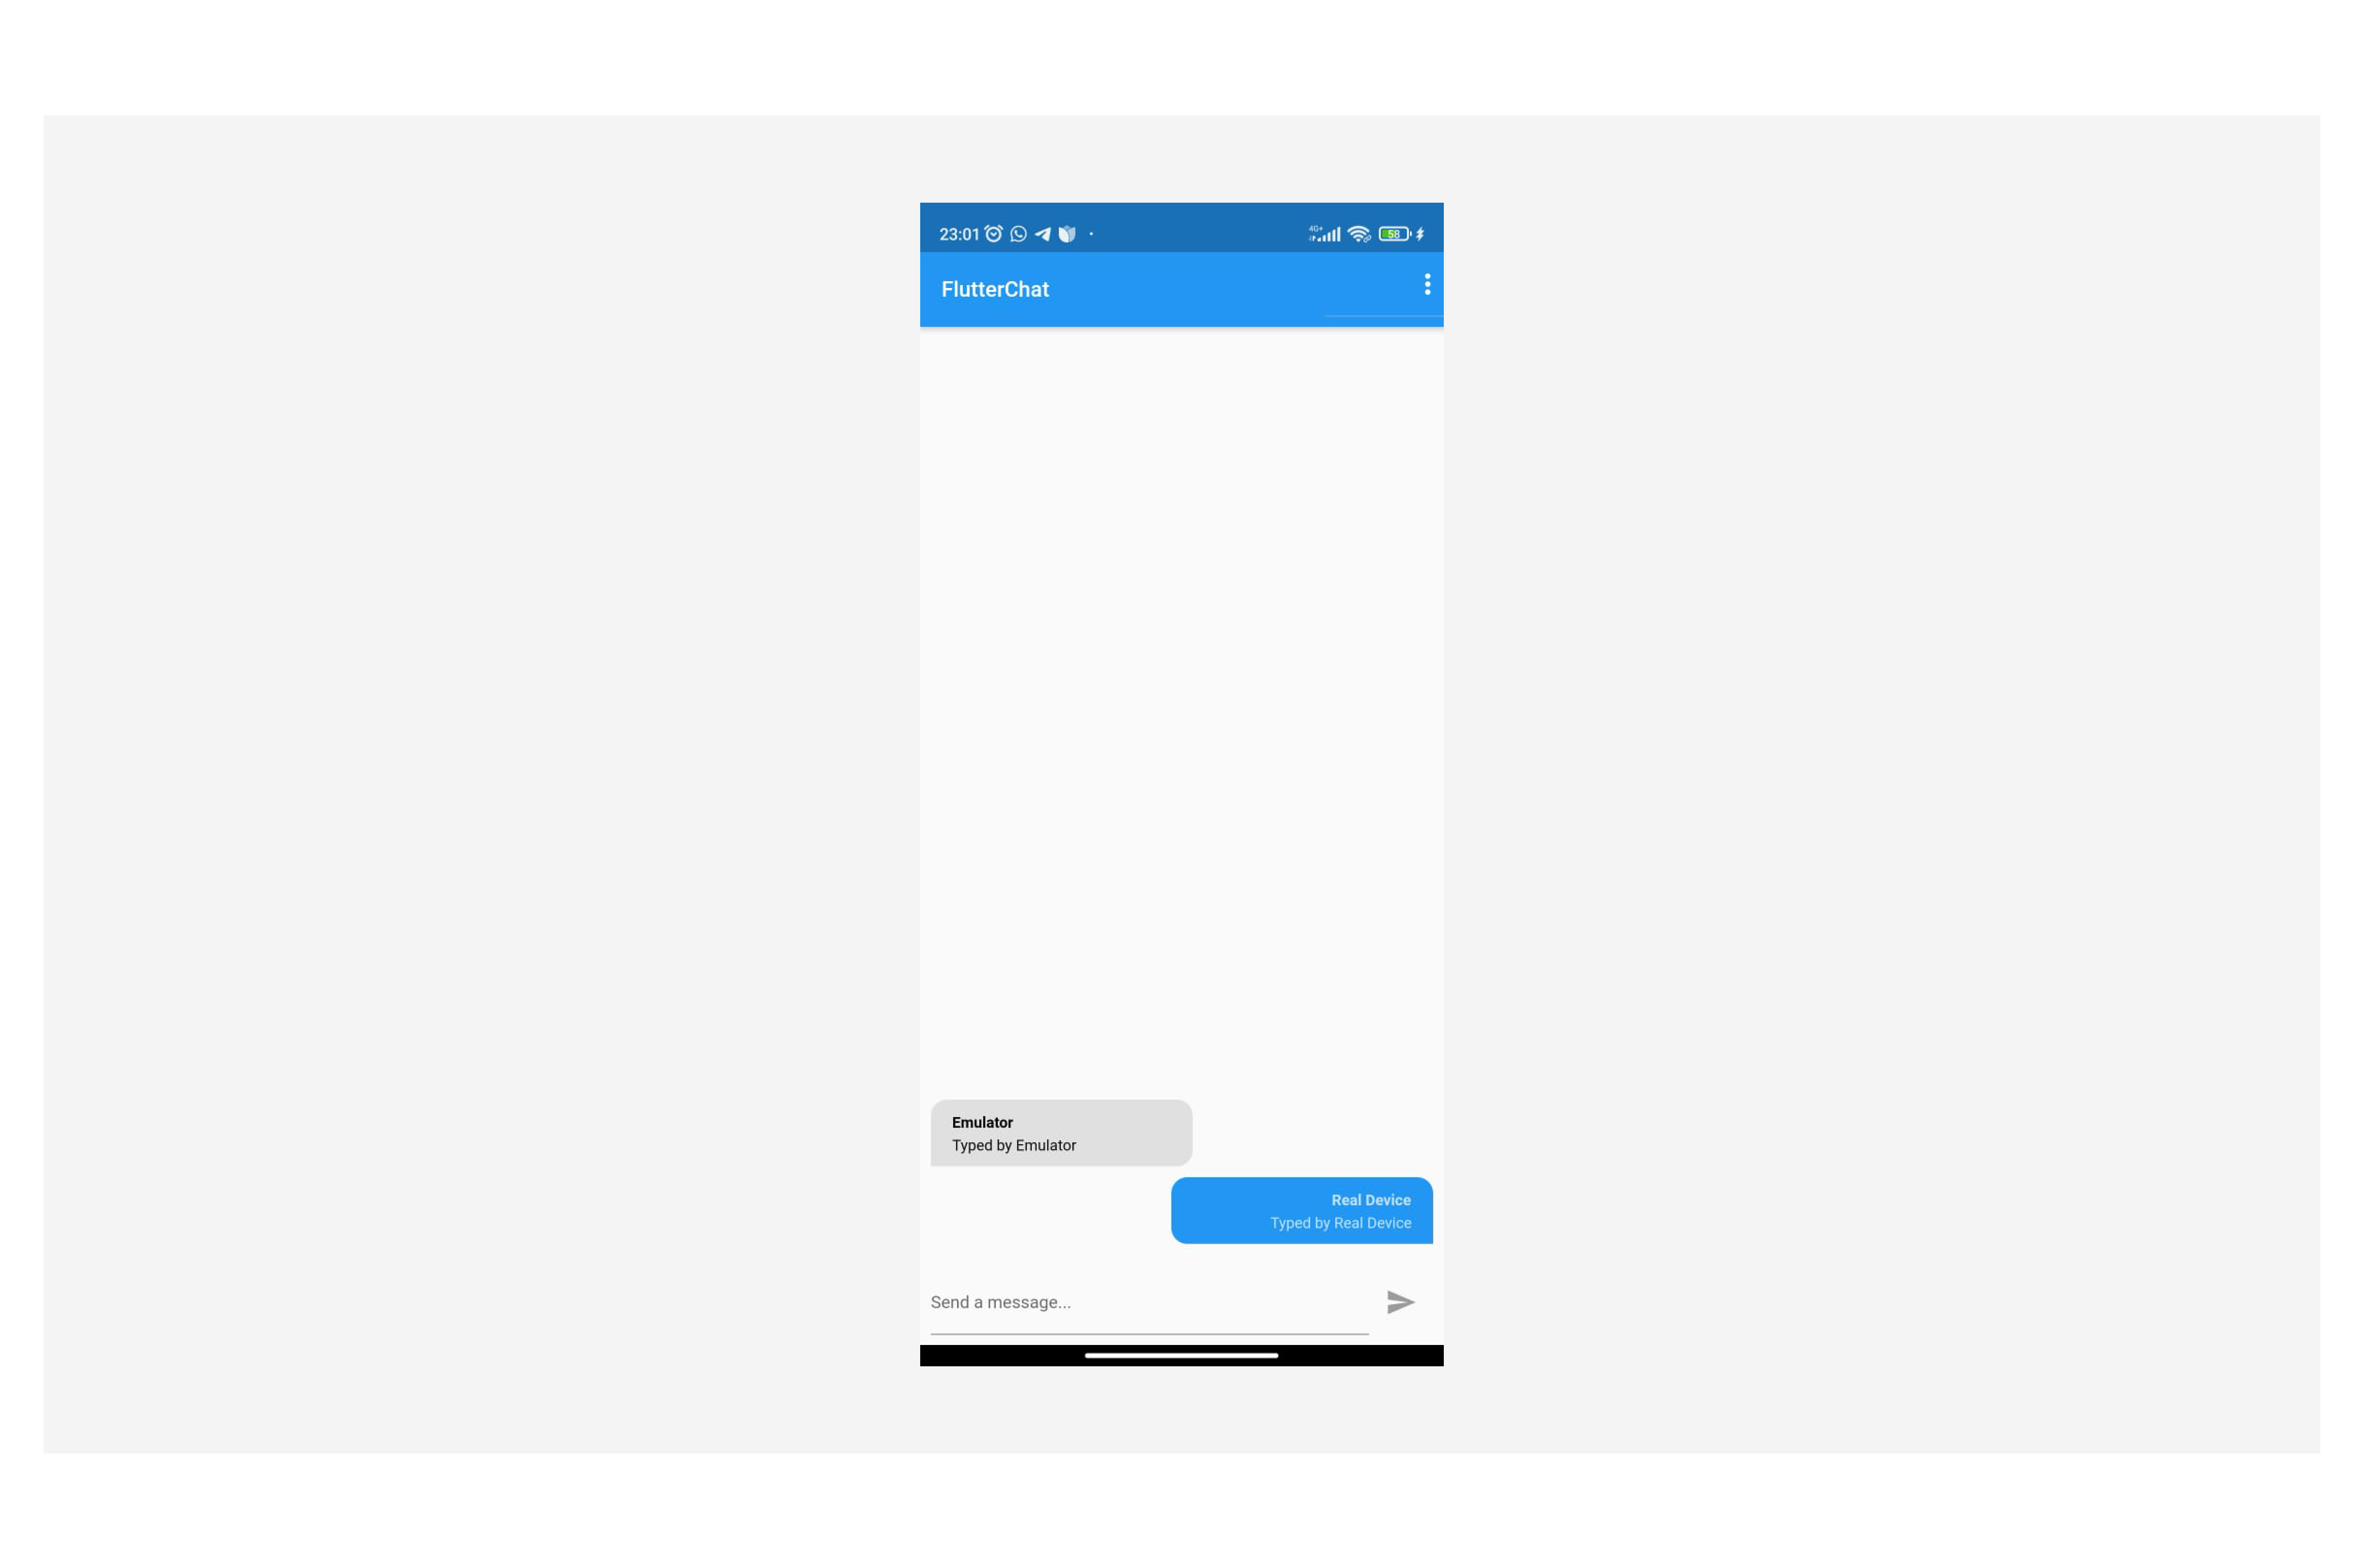 23:01
4G+
58
FlutterChat
Emulator
Typed by Emulator
Real Device
Typed by Real Device
Send a message...